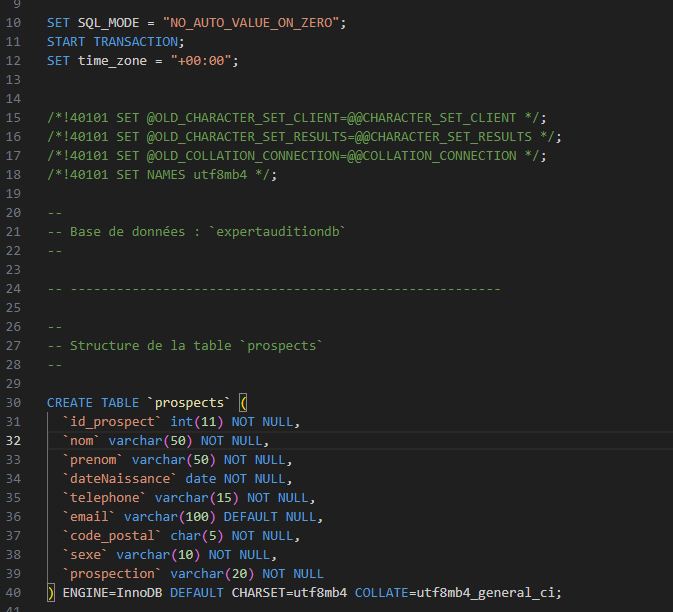 9
10 SET SQL_MODE = "NO_AUTO_VALUE_ON_ZERO";
11 START TRANSACTION;
12 SET time_zone = "+00:00";
13
14
15 /*!40101 SET @OLD_CHARACTER_SET_CLIENT=@@CHARACTER_SET_CLIENT */;
16 /*!40101 SET @OLD_CHARACTER_SET_RESULTS=@@CHARACTER_SET_RESULTS */;
17 /*!40101 SET @OLD_COLLATION_CONNECTION=@@COLLATION_CONNECTION */;
18 /*!40101 SET NAMES utf8mb4 */;
19
20 --
21 -- Base de données : `expertauditiondb`
22 --
23
24 -- --------------------------------------------------------
25
26 --
27 -- Structure de la table `prospects`
28 --
29
30 CREATE TABLE `prospects` (
31 `id_prospect` int(11) NOT NULL,
32 `nom` varchar(50) NOT NULL,
33 `prenom` varchar(50) NOT NULL,
34 `dateNaissance` date NOT NULL,
35 `telephone` varchar(15) NOT NULL,
36 `email` varchar(100) DEFAULT NULL,
37 `code_postal` char(5) NOT NULL,
38 `sexe` varchar(10) NOT NULL,
39 `prospection` varchar(20) NOT NULL
40 ) ENGINE=InnoDB DEFAULT CHARSET=utf8mb4 COLLATE=utf8mb4_general_ci;
41